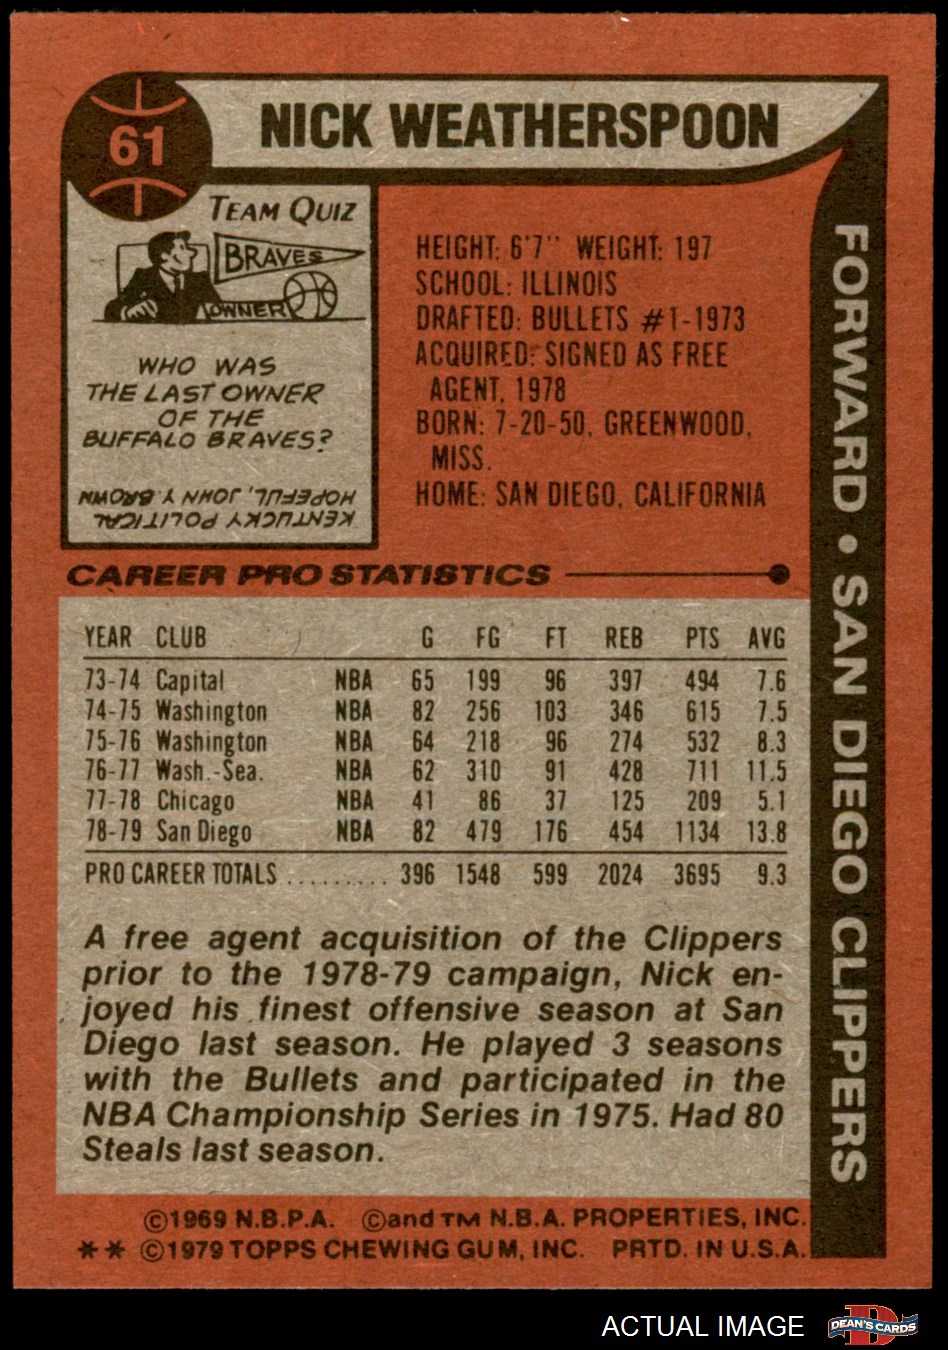 61
NICK WEATHERSPOON
TEAM QUIZ
BRAVES
OWNER
WHO WAS
THE LAST OWNER
OF THE
BUFFALO BRAVES?
KENTUCKY POLITICAL
HOPEFUL, JOHN Y BROWN
HEIGHT: 6'7" WEIGHT: 197
SCHOOL: ILLINOIS
DRAFTED: BULLETS #1-1973
ACQUIRED: SIGNED AS FREE
AGENT, 1978
BORN: 7-20-50, GREENWOOD,
MISS.
HOME: SAN DIEGO, CALIFORNIA
FORWARD • SAN DIEGO CLIPPERS
CAREER PRO STATISTICS
YEAR CLUB G FG FT REB PTS AVG
73-74 Capital NBA 65 199 96 397 494 7.6
74-75 Washington NBA 82 256 103 346 615 7.5
75-76 Washington NBA 64 218 96 274 532 8.3
76-77 Wash.-Sea. NBA 62 310 91 428 711 11.5
77-78 Chicago NBA 41 86 37 125 209 5.1
78-79 San Diego NBA 82 479 176 454 1134 13.8
PRO CAREER TOTALS .......... 396 1548 599 2024 3695 9.3
A free agent acquisition of the Clippers
prior to the 1978-79 campaign, Nick en-
joyed his finest offensive season at San
Diego last season. He played 3 seasons
with the Bullets and participated in the
NBA Championship Series in 1975. Had 80
Steals last season.
©1969 N.B.P.A. ©and TM N.B.A. PROPERTIES, INC.
** ©1979 TOPPS CHEWING GUM, INC. PRTD. IN U.S.A.
ACTUAL IMAGE
D
DEAN'S CARDS